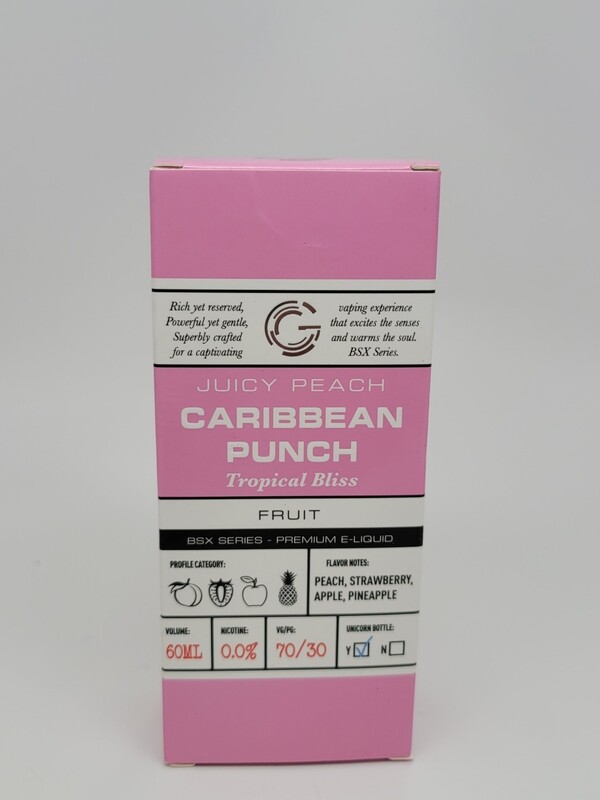 Rich yet reserved,
Powerful yet gentle,
Superbly crafted
for a captivating
vaping experience
that excites the senses
and warms the soul.
BSX Series.
JUICY PEACH
CARIBBEAN
PUNCH
Tropical Bliss
FRUIT
BSX SERIES - PREMIUM E-LIQUID
PROFILE CATEGORY:
FLAVOR NOTES:
PEACH, STRAWBERRY,
APPLE, PINEAPPLE
VOLUME:
60ML
NICOTINE:
0.0%
VG/PG:
70/30
UNICORN BOTTLE:
Y N